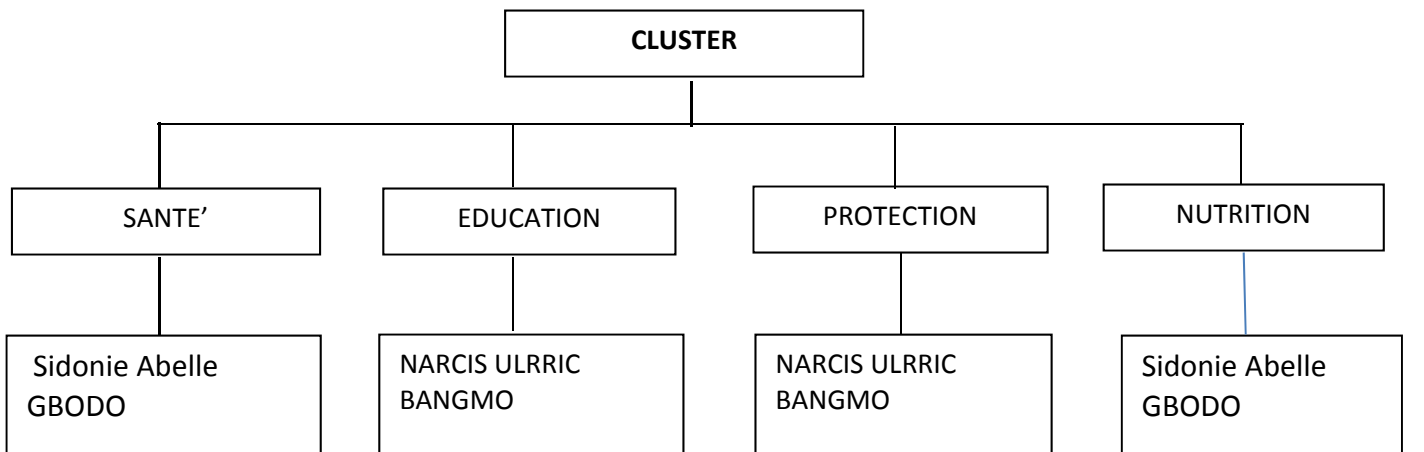 CLUSTER
SANTE’
EDUCATION
PROTECTION
NUTRITION
Sidonie Abelle
GBODO
NARCIS ULRRIC
BANGMO
NARCIS ULRRIC
BANGMO
Sidonie Abelle
GBODO